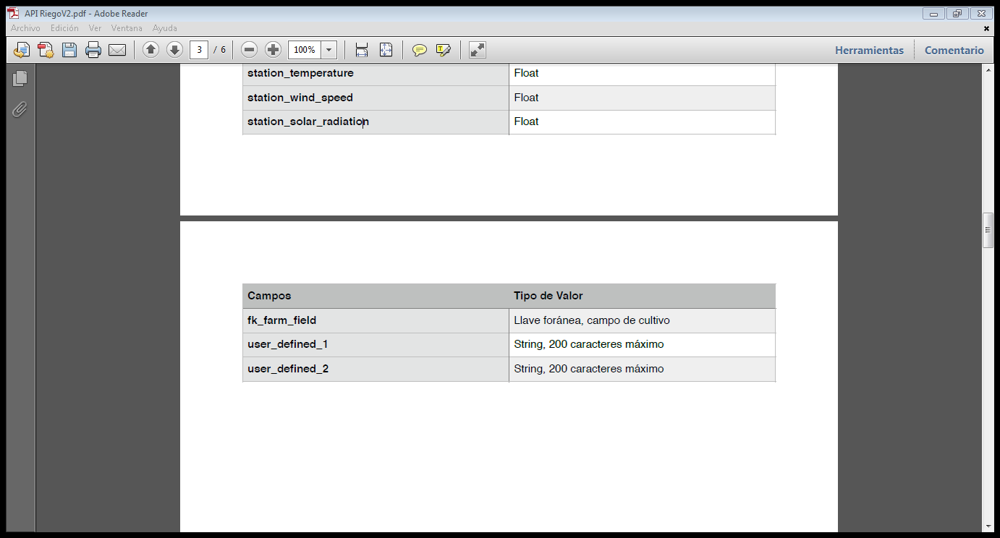 API RiegoV2.pdf - Adobe Reader
Archivo Edición Ver Ventana Ayuda
3 / 6 100% Herramientas Comentario
station_temperature Float
station_wind_speed Float
station_solar_radiation Float
Campos Tipo de Valor
fk_farm_field Llave foránea, campo de cultivo
user_defined_1 String, 200 caracteres máximo
user_defined_2 String, 200 caracteres máximo